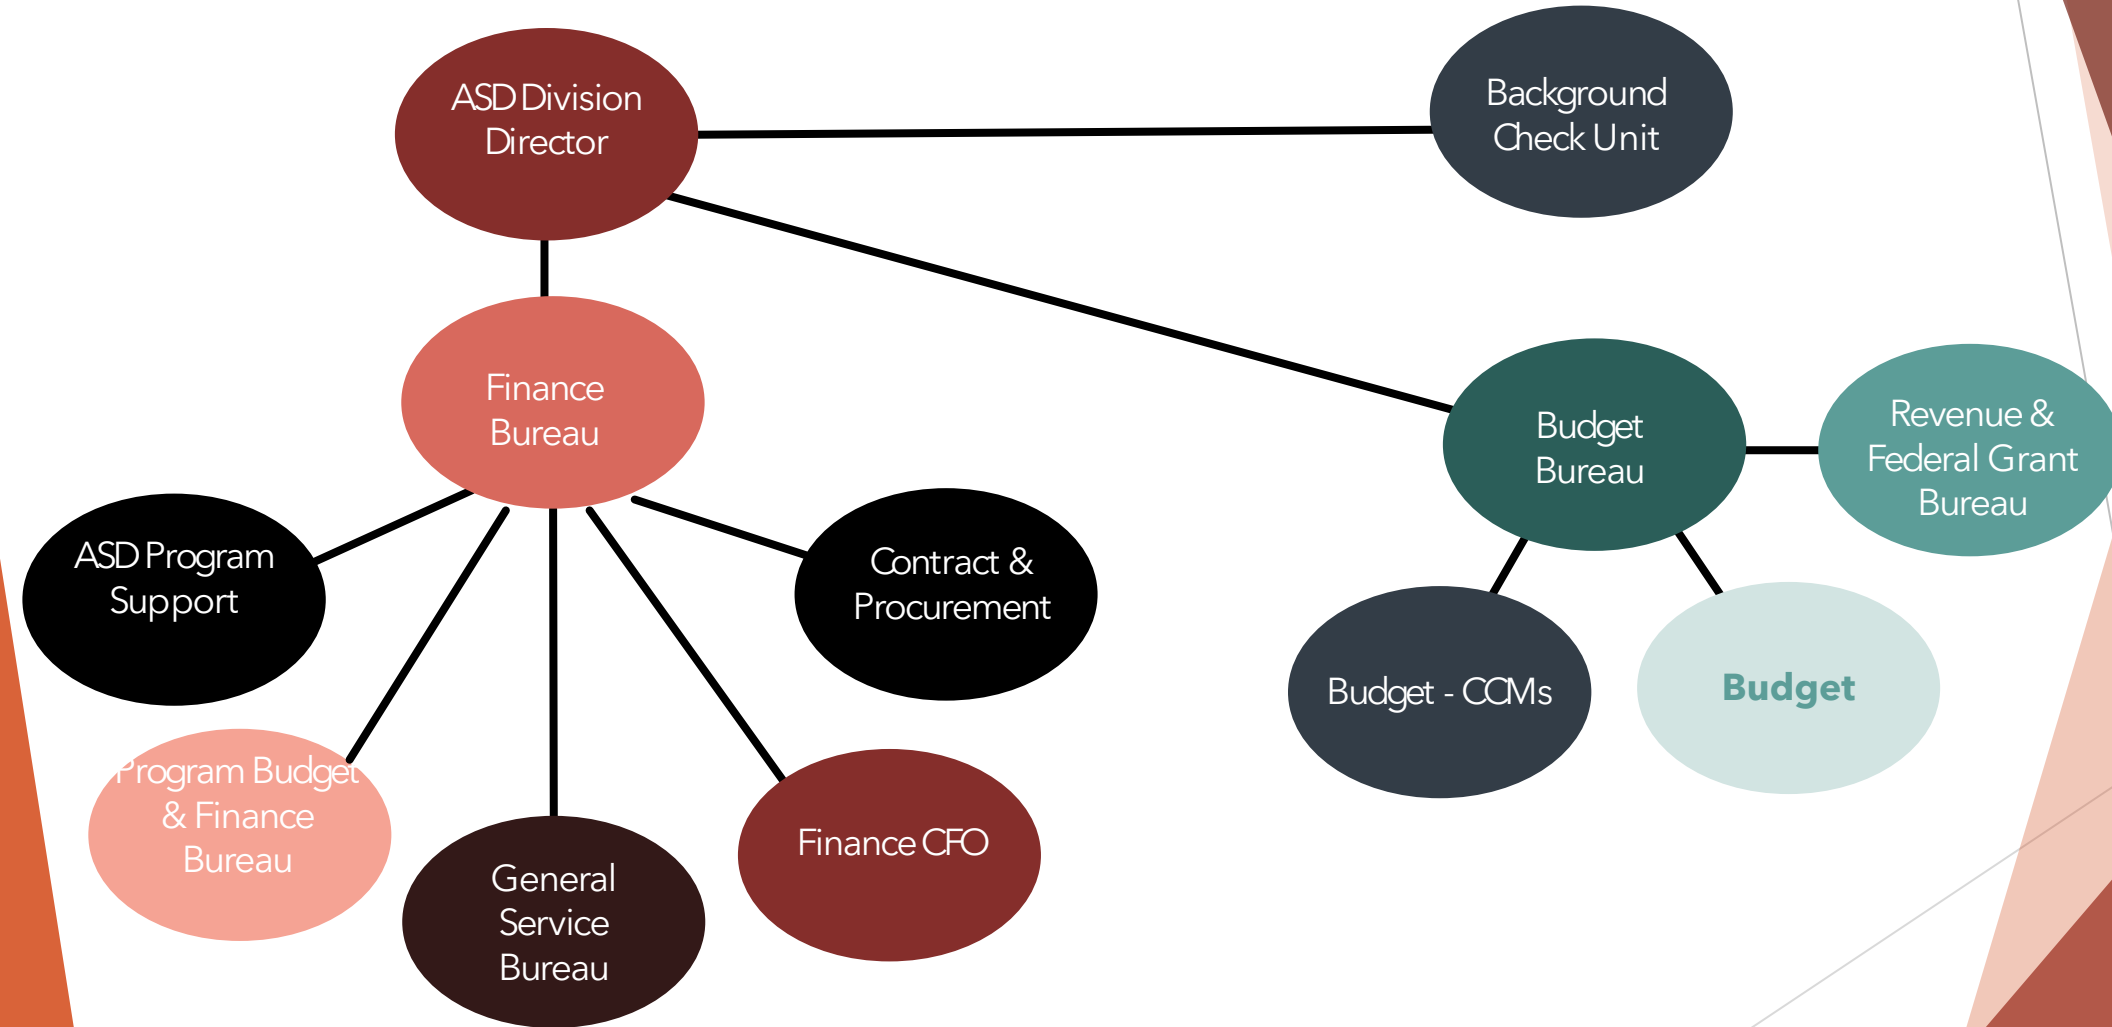 ASD Division
Director
Background
Check Unit
Finance
Bureau
Budget
Bureau
Revenue &
Federal Grant
Bureau
ASD Program
Support
Contract &
Procurement
Budget - CCMs
Budget
Program Budget
& Finance
Bureau
General
Service
Bureau
Finance CFO